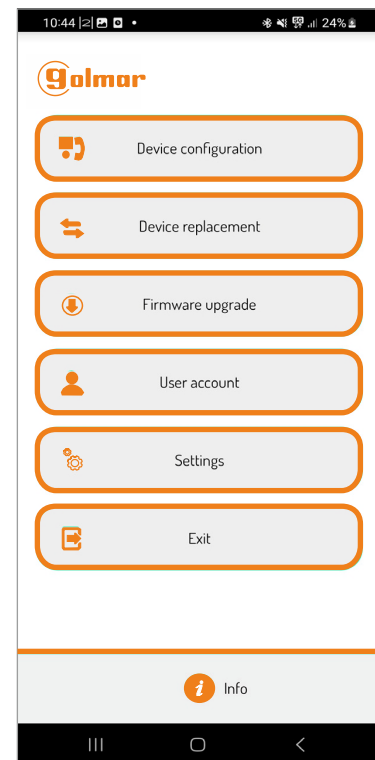 10:44
24%
golmar
Device configuration
Device replacement
Firmware upgrade
User account
Settings
Exit
i Info